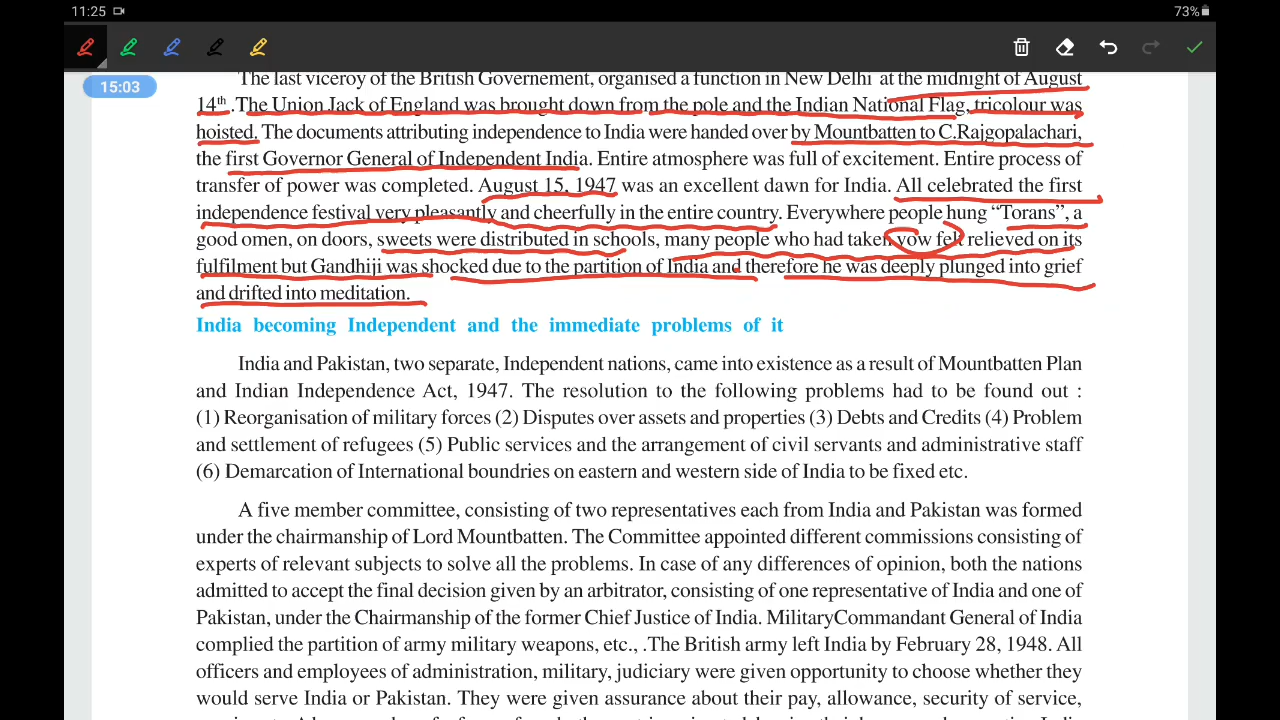 11:25
73%
15:03
The last viceroy of the British Governement, organised a function in New Delhi at the midnight of August
14th .The Union Jack of England was brought down from the pole and the Indian National Flag, tricolour was
hoisted. The documents attributing independence to India were handed over by Mountbatten to C.Rajgopalachari,
the first Governor General of Independent India. Entire atmosphere was full of excitement. Entire process of
transfer of power was completed. August 15, 1947 was an excellent dawn for India. All celebrated the first
independence festival very pleasantly and cheerfully in the entire country. Everywhere people hung “Torans”, a
good omen, on doors, sweets were distributed in schools, many people who had taken vow felt relieved on its
fulfilment but Gandhiji was shocked due to the partition of India and therefore he was deeply plunged into grief
and drifted into meditation.
India becoming Independent and the immediate problems of it
India and Pakistan, two separate, Independent nations, came into existence as a result of Mountbatten Plan
and Indian Independence Act, 1947. The resolution to the following problems had to be found out :
(1) Reorganisation of military forces (2) Disputes over assets and properties (3) Debts and Credits (4) Problem
and settlement of refugees (5) Public services and the arrangement of civil servants and administrative staff
(6) Demarcation of International boundries on eastern and western side of India to be fixed etc.
A five member committee, consisting of two representatives each from India and Pakistan was formed
under the chairmanship of Lord Mountbatten. The Committee appointed different commissions consisting of
experts of relevant subjects to solve all the problems. In case of any differences of opinion, both the nations
admitted to accept the final decision given by an arbitrator, consisting of one representative of India and one of
Pakistan, under the Chairmanship of the former Chief Justice of India. MilitaryCommandant General of India
complied the partition of army military weapons, etc., .The British army left India by February 28, 1948. All
officers and employees of administration, military, judiciary were given opportunity to choose whether they
would serve India or Pakistan. They were given assurance about their pay, allowance, security of service,